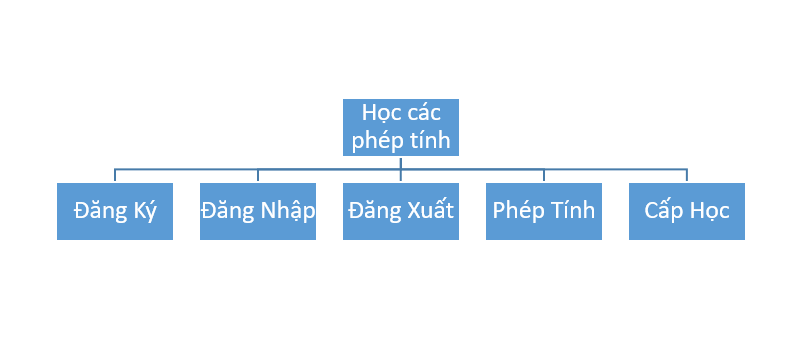 Học các
phép tính
Đăng Ký
Đăng Nhập
Đăng Xuất
Phép Tính
Cấp Học